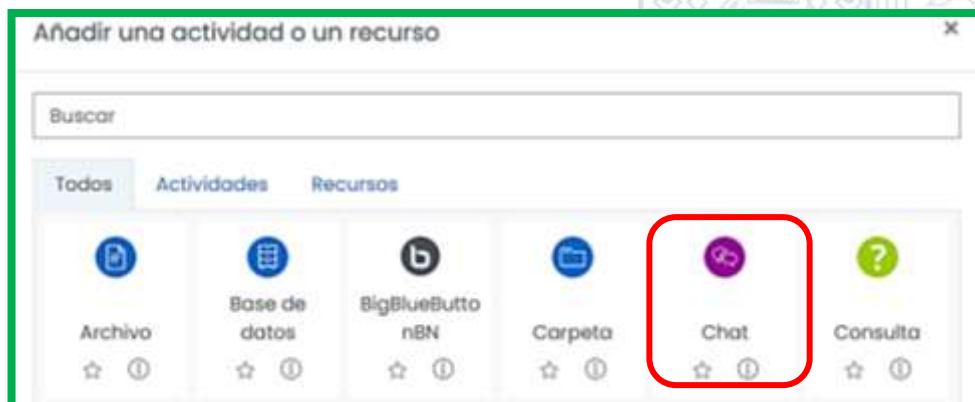 Añadir una actividad o un recurso
Buscar
Todos Actividades Recursos
Archivo
Base de
datos
BigBlueButto
nBN
Carpeta
Chat
Consulta